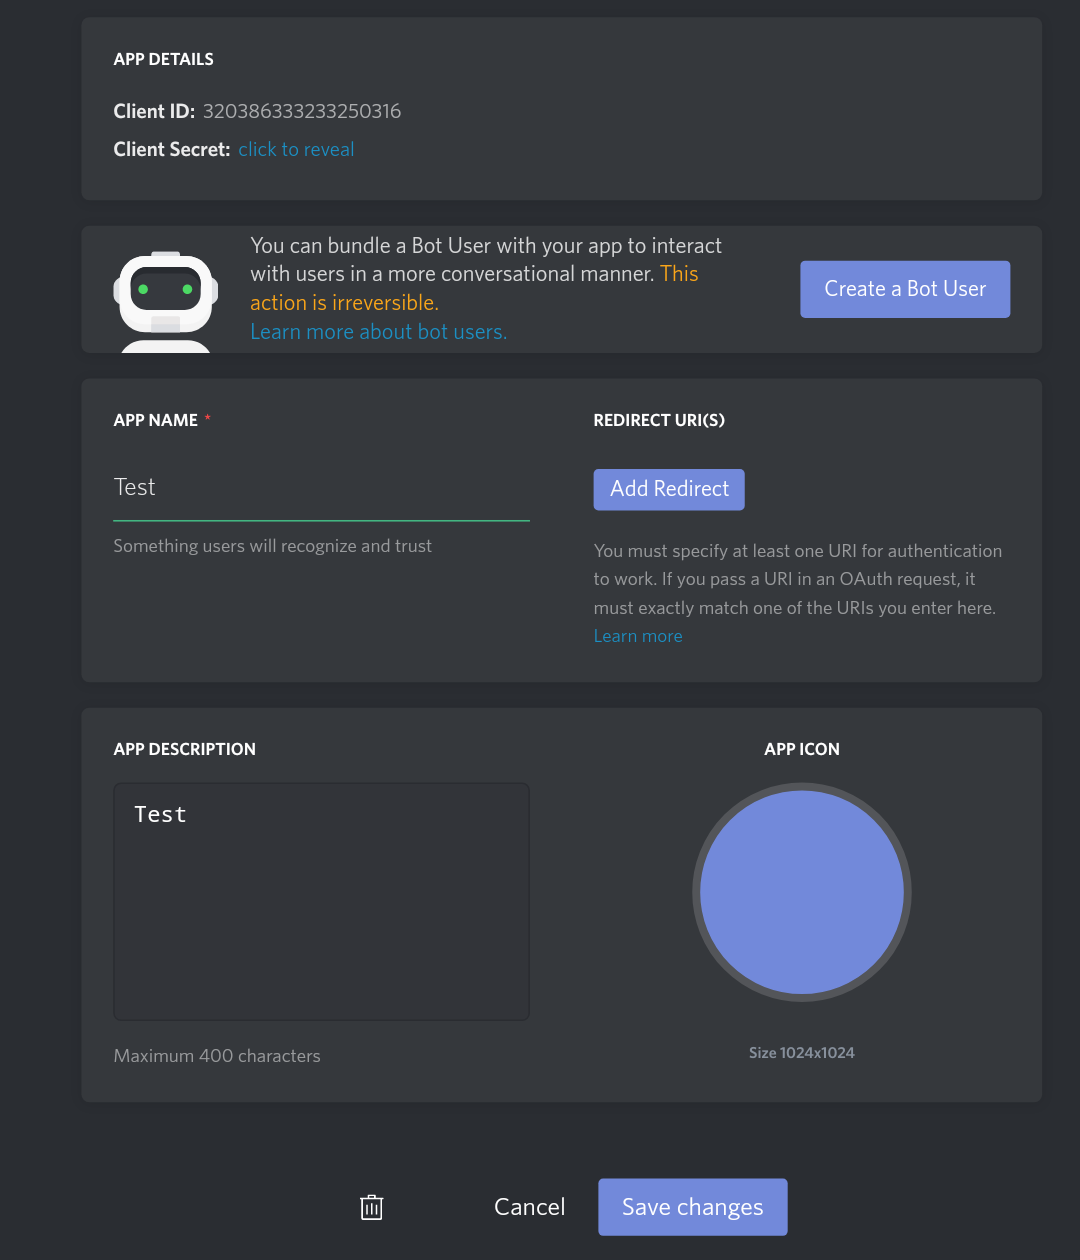 APP DETAILS
Client ID: 320386333233250316
Client Secret: click to reveal
You can bundle a Bot User with your app to interact
with users in a more conversational manner. This
action is irreversible.
Learn more about bot users.
Create a Bot User
APP NAME *
Test
Something users will recognize and trust
REDIRECT URI(S)
Add Redirect
You must specify at least one URI for authentication
to work. If you pass a URI in an OAuth request, it
must exactly match one of the URIs you enter here.
Learn more
APP DESCRIPTION
Test
Maximum 400 characters
APP ICON
Size 1024x1024
Cancel
Save changes